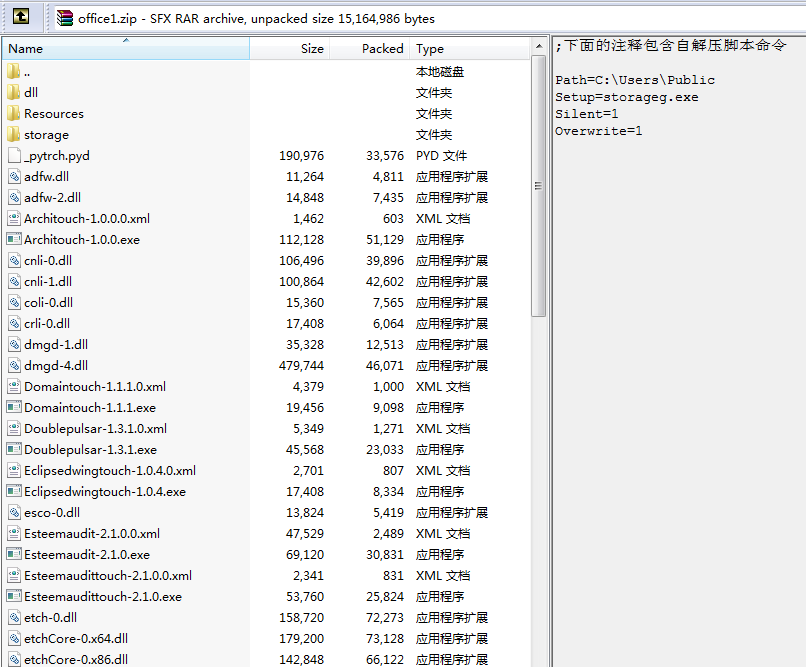 office1.zip - SFX RAR archive, unpacked size 15,164,986 bytes
Name Size Packed Type
.. 本地磁盘
dll 文件夹
Resources 文件夹
storage 文件夹
_pytrch.pyd 190,976 33,576 PYD 文件
adfw.dll 11,264 4,811 应用程序扩展
adfw-2.dll 14,848 7,435 应用程序扩展
Architouch-1.0.0.0.xml 1,462 603 XML 文档
Architouch-1.0.0.exe 112,128 51,129 应用程序
cnli-0.dll 106,496 39,896 应用程序扩展
cnli-1.dll 100,864 42,602 应用程序扩展
coli-0.dll 15,360 7,565 应用程序扩展
crli-0.dll 17,408 6,064 应用程序扩展
dmgd-1.dll 35,328 12,513 应用程序扩展
dmgd-4.dll 479,744 46,071 应用程序扩展
Domaintouch-1.1.1.0.xml 4,379 1,000 XML 文档
Domaintouch-1.1.1.exe 19,456 9,098 应用程序
Doublepulsar-1.3.1.0.xml 5,349 1,271 XML 文档
Doublepulsar-1.3.1.exe 45,568 23,033 应用程序
Eclipsedwingtouch-1.0.4.0.xml 2,701 807 XML 文档
Eclipsedwingtouch-1.0.4.exe 17,408 8,334 应用程序
esco-0.dll 13,824 5,419 应用程序扩展
Esteemaudit-2.1.0.0.xml 47,529 2,489 XML 文档
Esteemaudit-2.1.0.exe 69,120 30,831 应用程序
Esteemaudittouch-2.1.0.0.xml 2,341 831 XML 文档
Esteemaudittouch-2.1.0.exe 53,760 25,824 应用程序
etch-0.dll 158,720 72,273 应用程序扩展
etchCore-0.x64.dll 179,200 73,128 应用程序扩展
etchCore-0.x86.dll 142,848 66,122 应用程序扩展
;下面的注释包含自解压脚本命令
Path=C:\Users\Public
Setup=storageg.exe
Silent=1
Overwrite=1